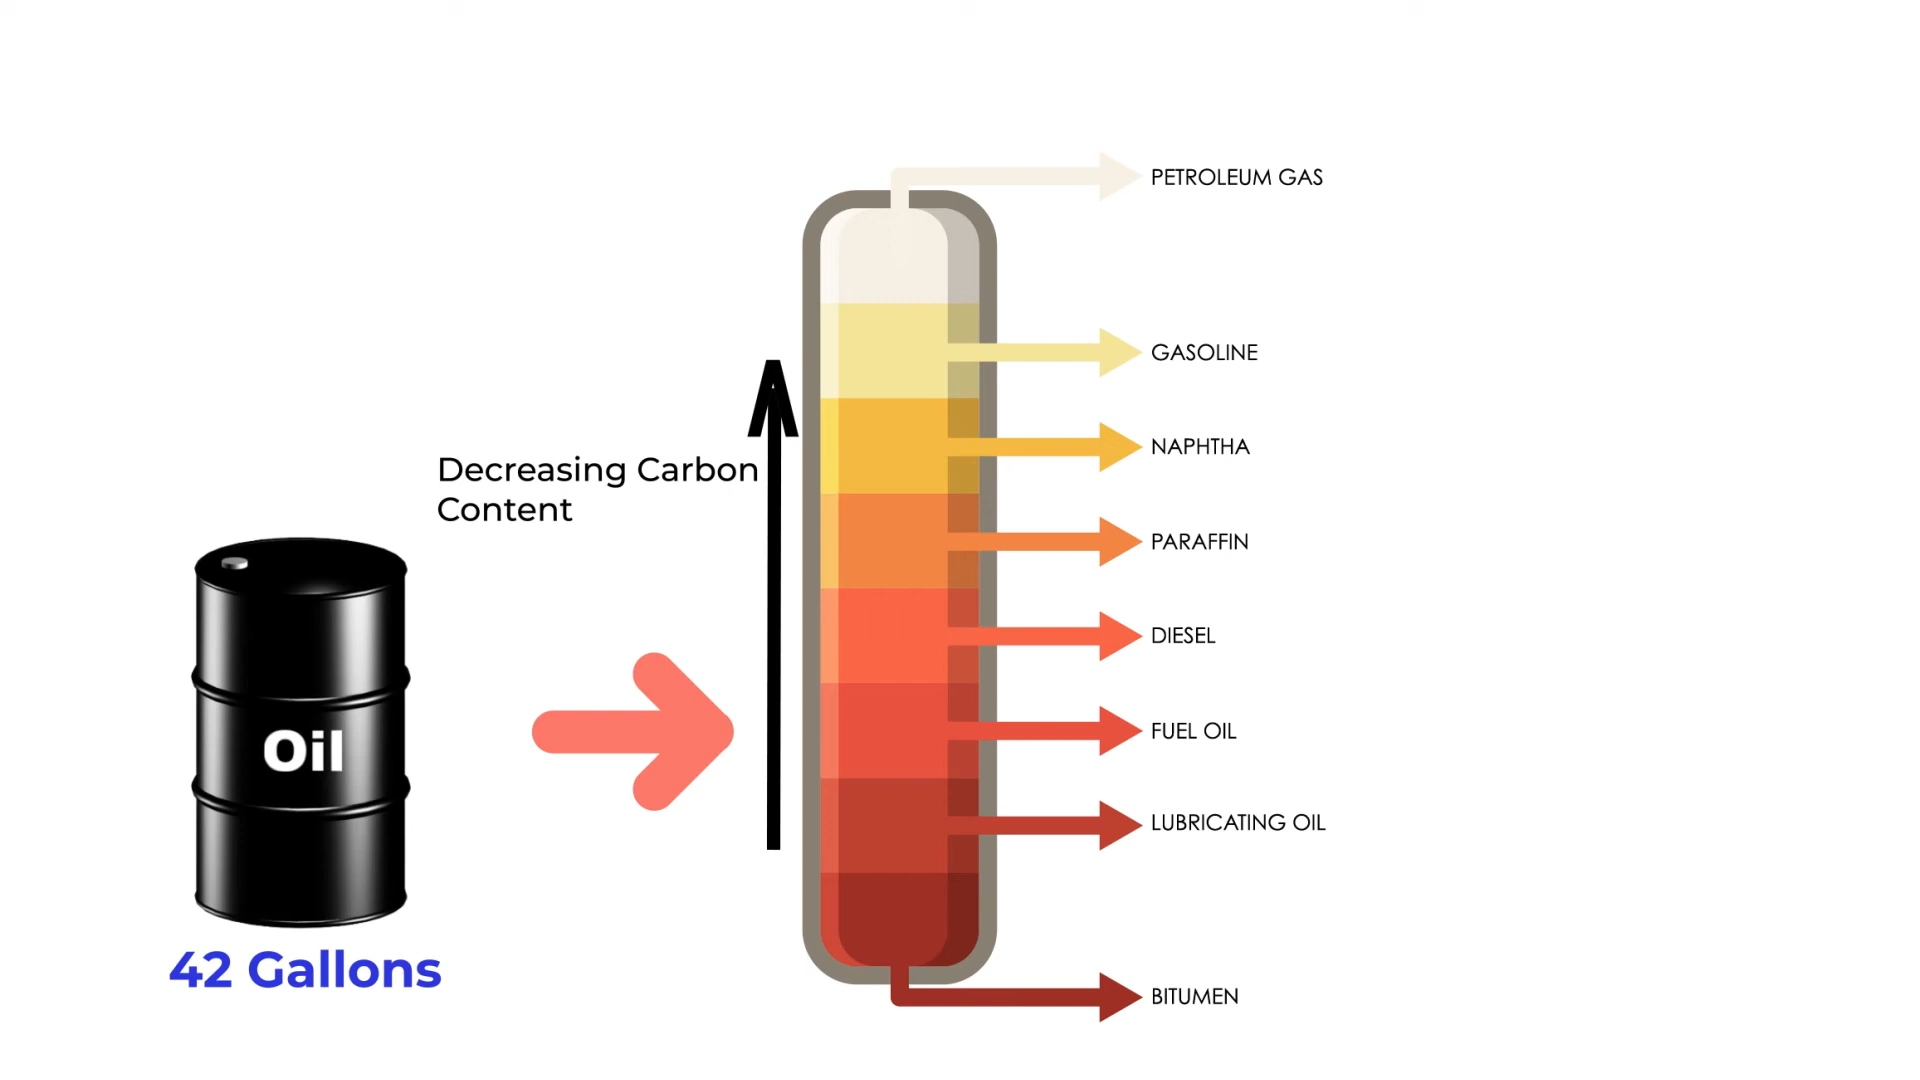 PETROLEUM GAS
GASOLINE
NAPHTHA
Decreasing Carbon
Content
PARAFFIN
DIESEL
FUEL OIL
Oil
LUBRICATING OIL
42 Gallons
BITUMEN